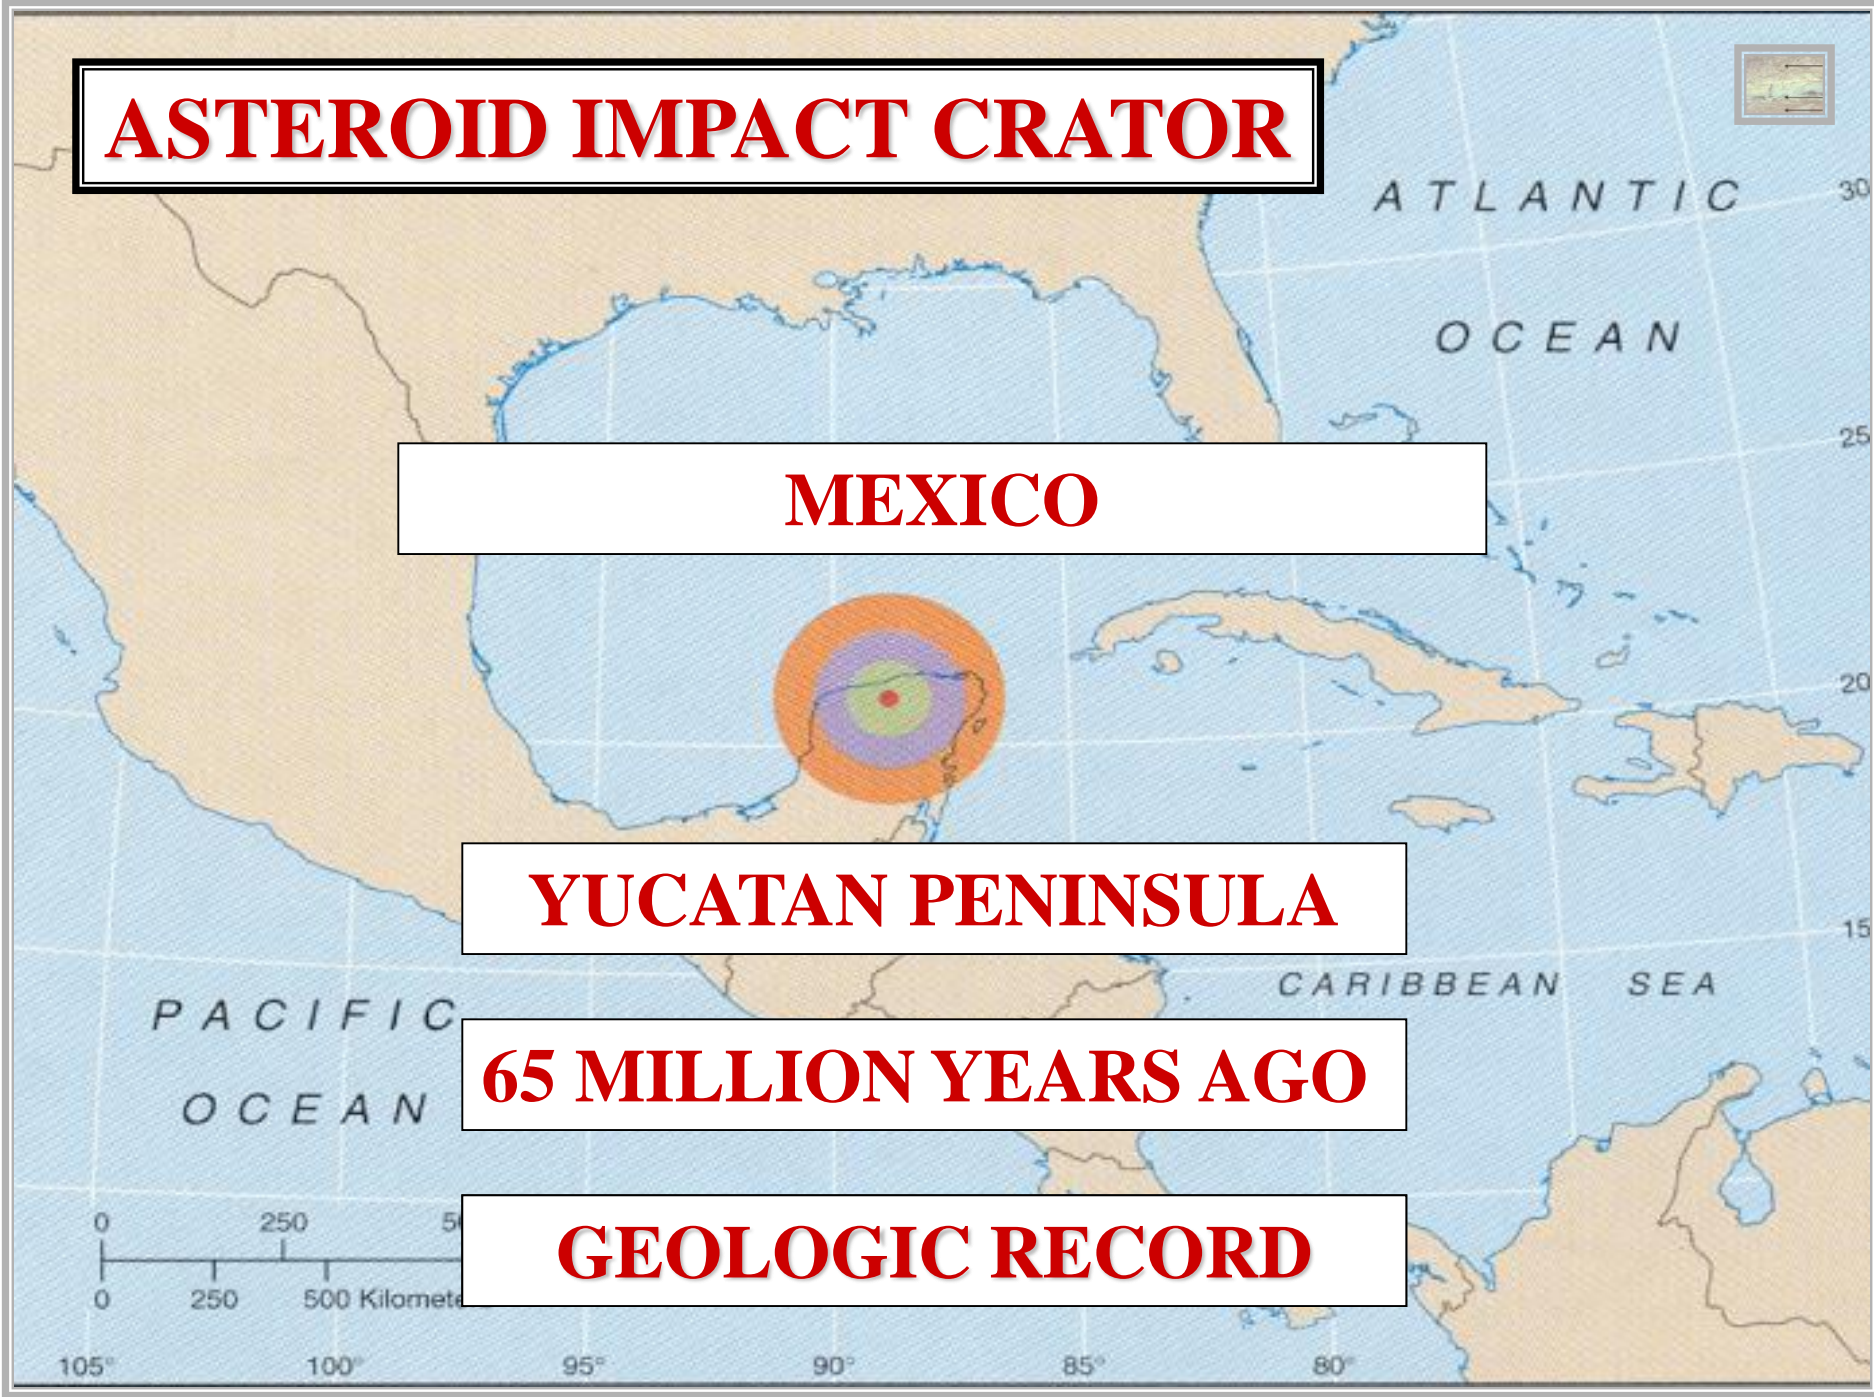 ASTEROID IMPACT CRATOR
ATLANTIC
30
OCEAN
25
MEXICO
20
YUCATAN PENINSULA
15
CARIBBEAN SEA
PACIFIC
65 MILLION YEARS AGO
OCEAN
0 250
GEOLOGIC RECORD
0 250 500
105° 100° 95° 90° 85° 80°